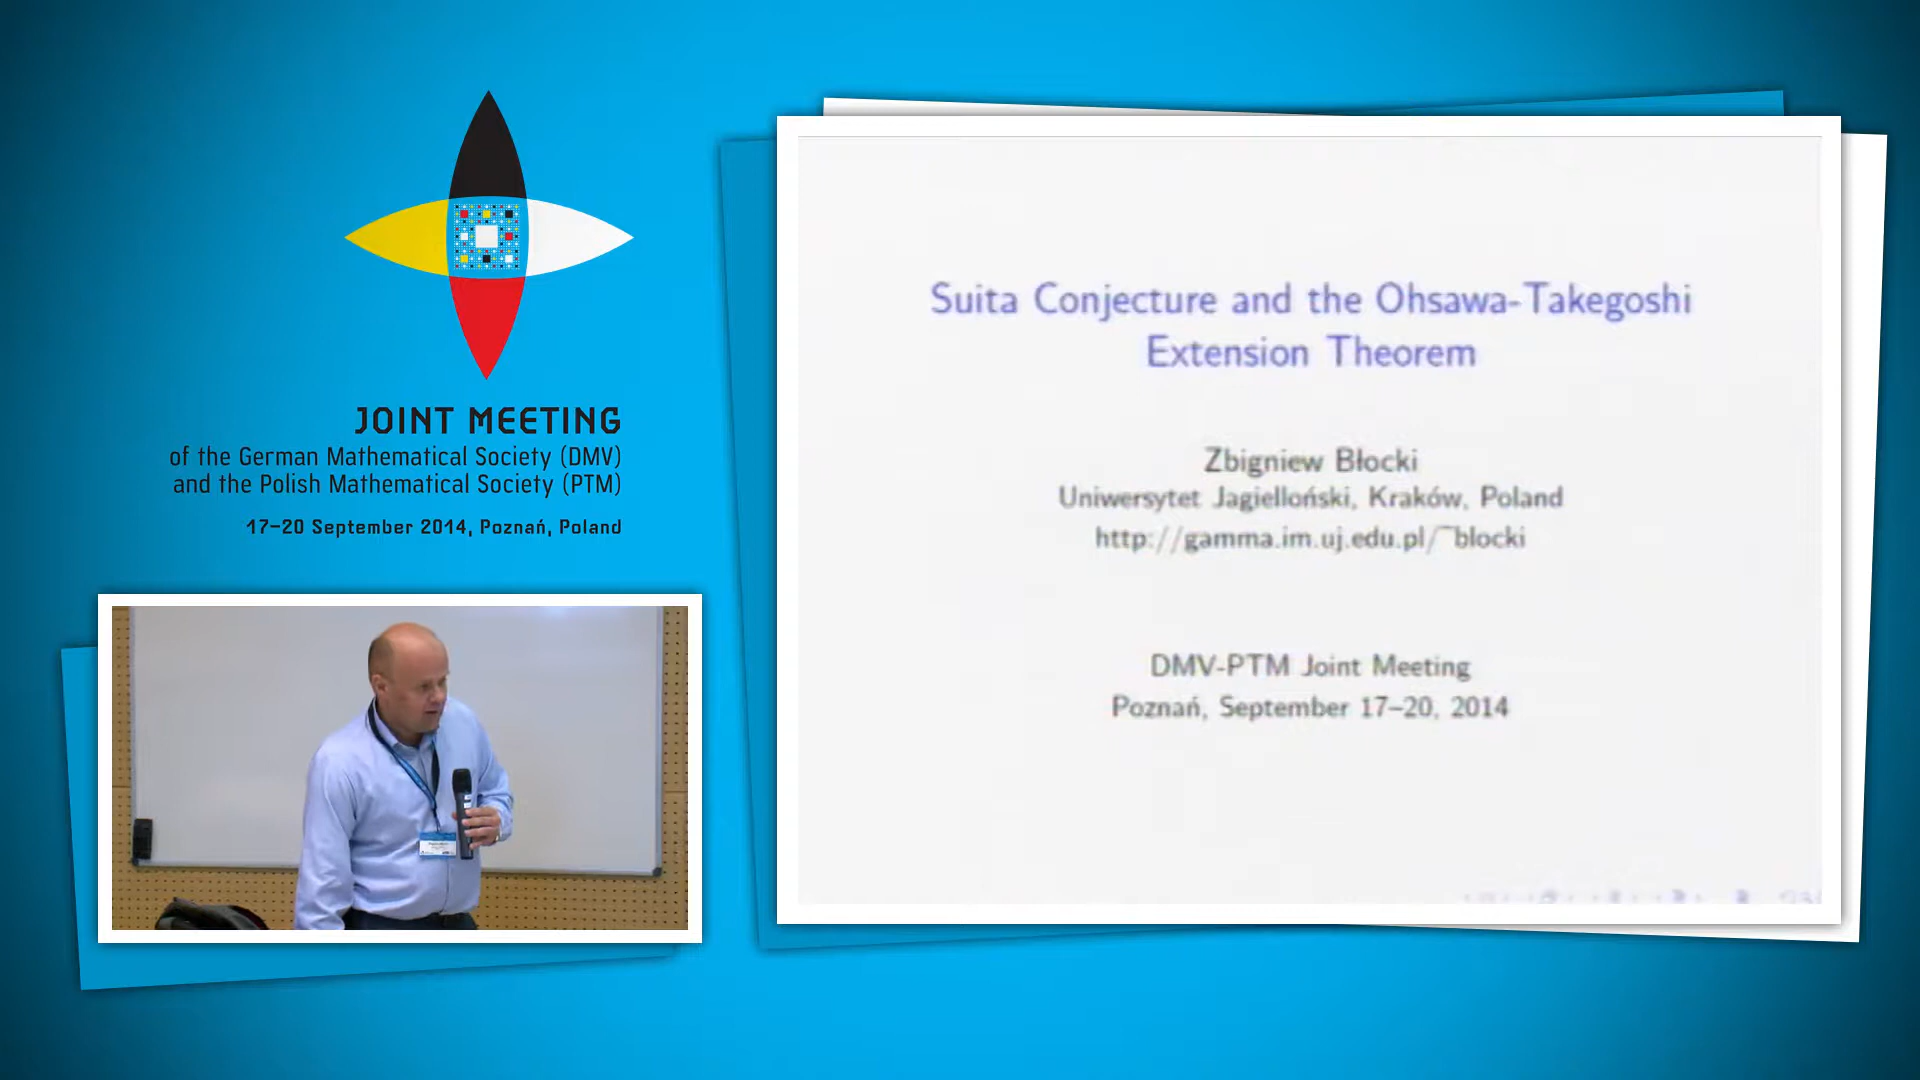 JOINT MEETING
of the German Mathematical Society (DMV)
and the Polish Mathematical Society (PTM)
17–20 September 2014, Poznań, Poland
Suita Conjecture and the Ohsawa-Takegoshi
Extension Theorem
Zbigniew Błocki
Uniwersytet Jagielloński, Kraków, Poland
http://gamma.im.uj.edu.pl/~blocki
DMV-PTM Joint Meeting
Poznań, September 17–20, 2014